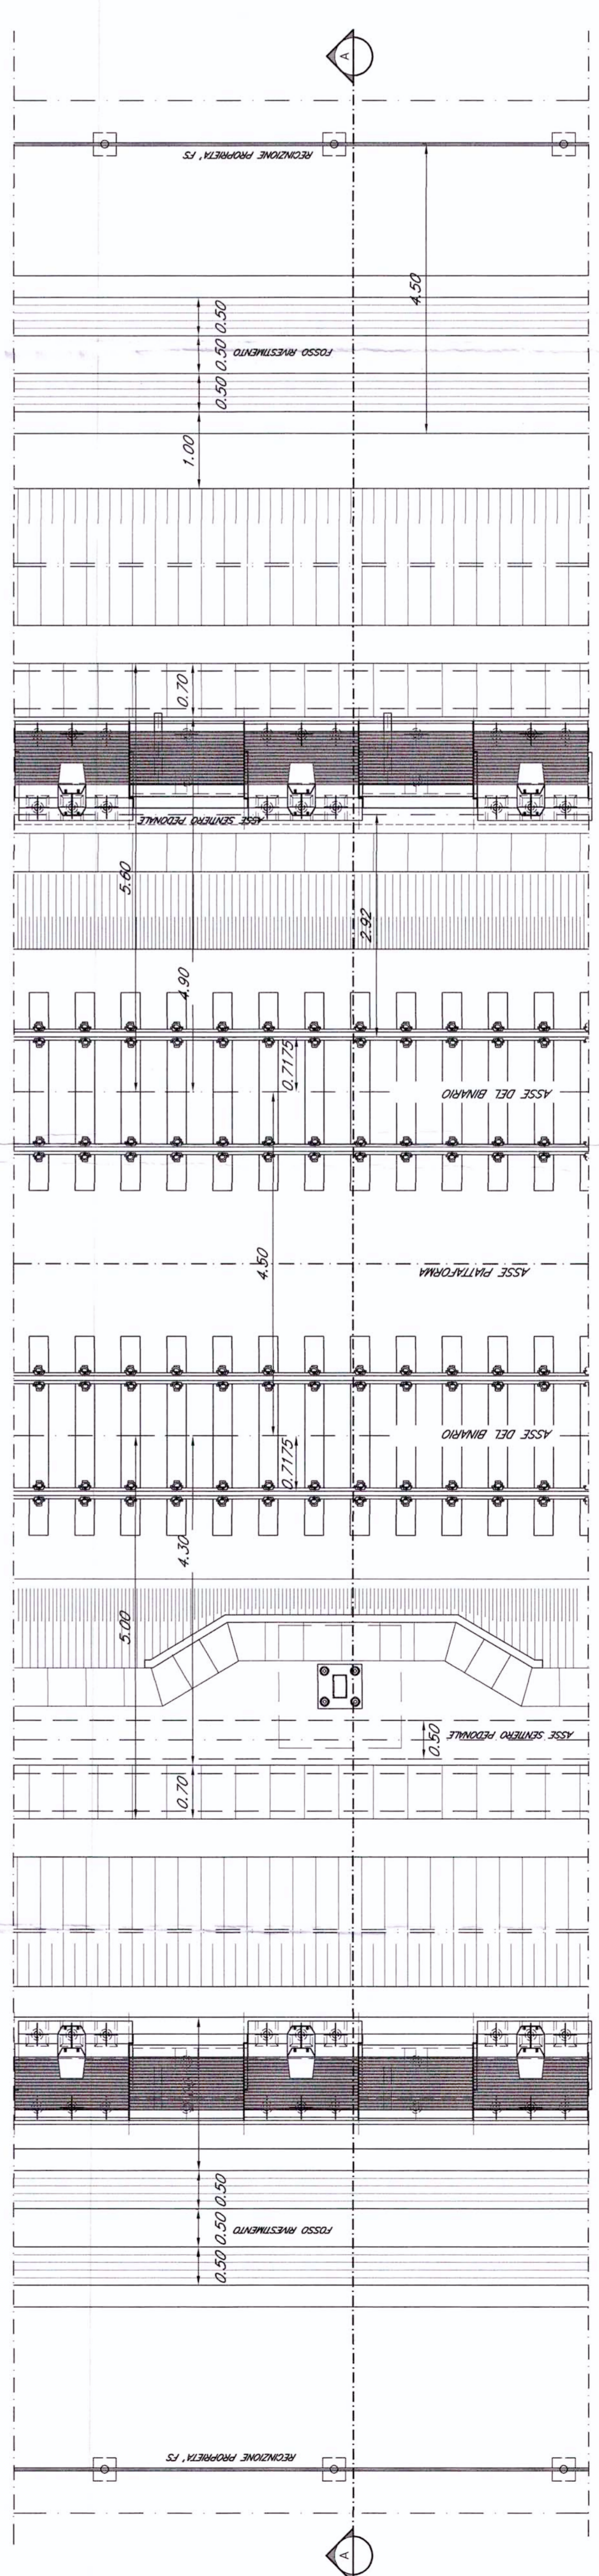 A
RECINZIONE PROPRIETA' FS
4.50
0.50
0.50
FOSSO RIVESTIMENTO
0.50
1.00
0.70
ASSE SENTIERO PEDONALE
5.60
2.92
4.90
0.7175
ASSE DEL BINARIO
4.50
ASSE PIATTAFORMA
ASSE DEL BINARIO
0.7175
4.30
5.00
0.50
ASSE SENTIERO PEDONALE
0.70
0.50
0.50
FOSSO RIVESTIMENTO
0.50
RECINZIONE PROPRIETA' FS
A